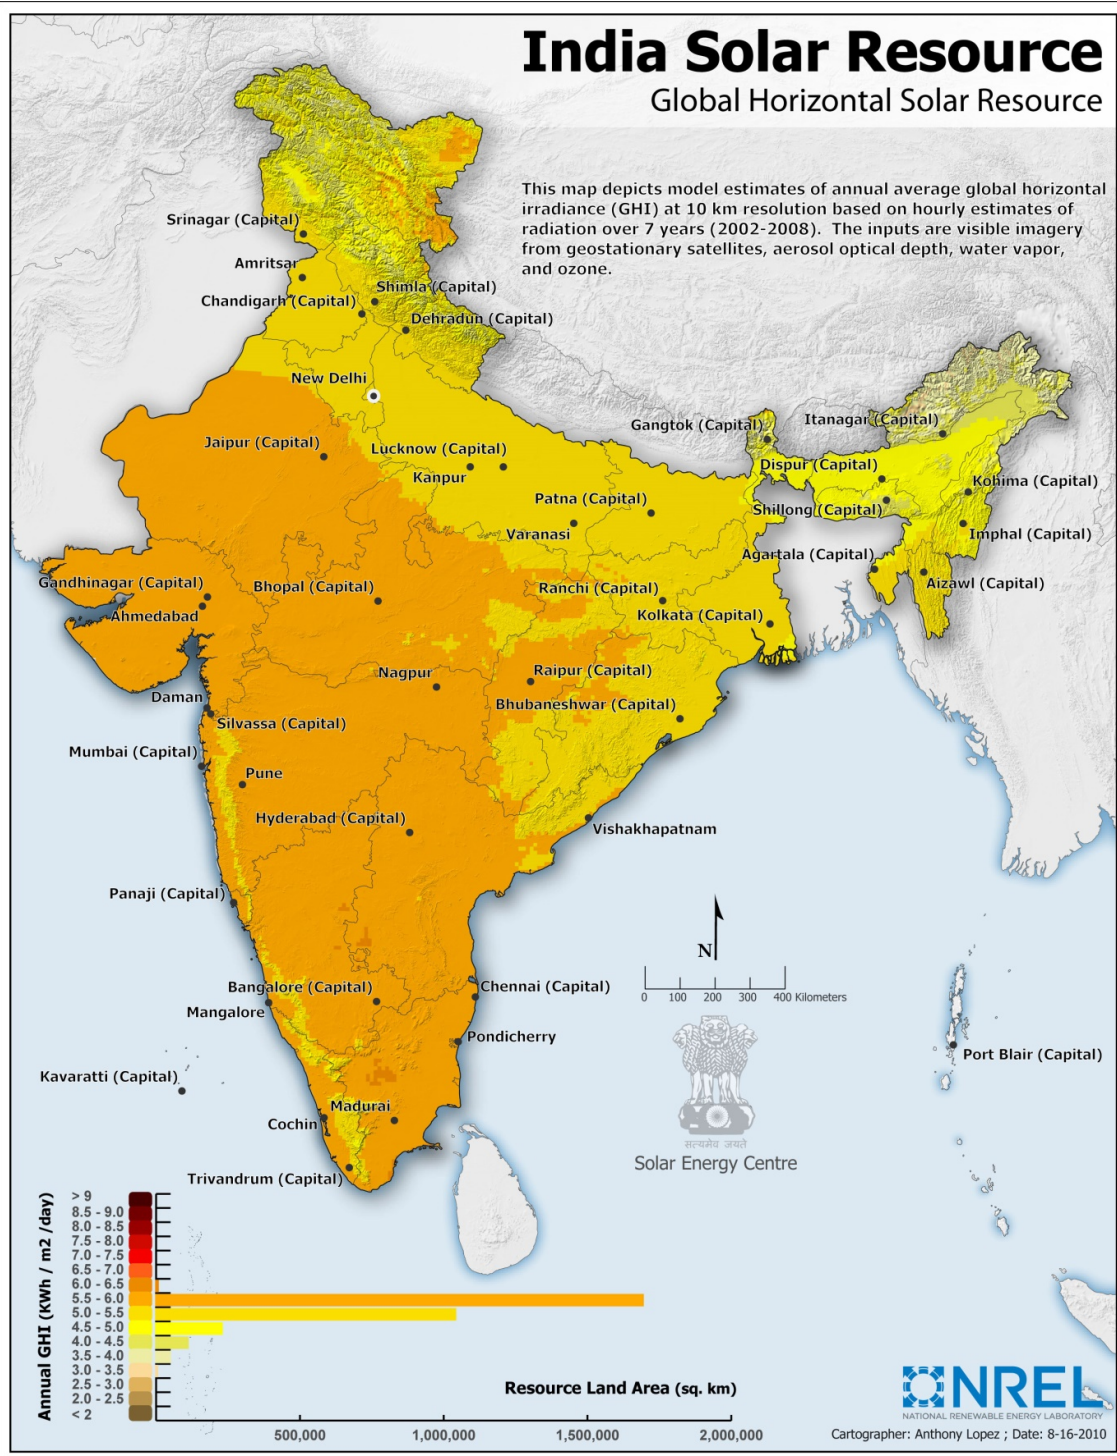 India Solar Resource
Global Horizontal Solar Resource
This map depicts model estimates of annual average global horizontal
irradiance (GHI) at 10 km resolution based on hourly estimates of
radiation over 7 years (2002-2008). The inputs are visible imagery
from geostationary satellites, aerosol optical depth, water vapor,
and ozone.
Srinagar (Capital)
Amritsar
Shimla (Capital)
Chandigarh (Capital)
Dehradun (Capital)
New Delhi
Jaipur (Capital)
Lucknow (Capital)
Kanpur
Gangtok (Capital)
Itanagar (Capital)
Dispur (Capital)
Kohima (Capital)
Patna (Capital)
Shillong (Capital)
Varanasi
Imphal (Capital)
Agartala (Capital)
Aizawl (Capital)
Gandhinagar (Capital)
Bhopal (Capital)
Ranchi (Capital)
Ahmedabad
Kolkata (Capital)
Nagpur
Raipur (Capital)
Daman
Bhubaneshwar (Capital)
Silvassa (Capital)
Mumbai (Capital)
Pune
Hyderabad (Capital)
Vishakhapatnam
Panaji (Capital)
N
Bangalore (Capital)
Chennai (Capital)
0 100 200 300 400 Kilometers
Mangalore
Pondicherry
Port Blair (Capital)
Kavaratti (Capital)
Madurai
Cochin
सत्यमेव जयते
Solar Energy Centre
Trivandrum (Capital)
Annual GHI (KWh / m2 /day)
> 9
8.5 - 9.0
8.0 - 8.5
7.5 - 8.0
7.0 - 7.5
6.5 - 7.0
6.0 - 6.5
5.5 - 6.0
5.0 - 5.5
4.5 - 5.0
4.0 - 4.5
3.5 - 4.0
3.0 - 3.5
2.5 - 3.0
2.0 - 2.5
< 2
Resource Land Area (sq. km)
500,000 1,000,000 1,500,000 2,000,000
NREL
NATIONAL RENEWABLE ENERGY LABORATORY
Cartographer: Anthony Lopez ; Date: 8-16-2010